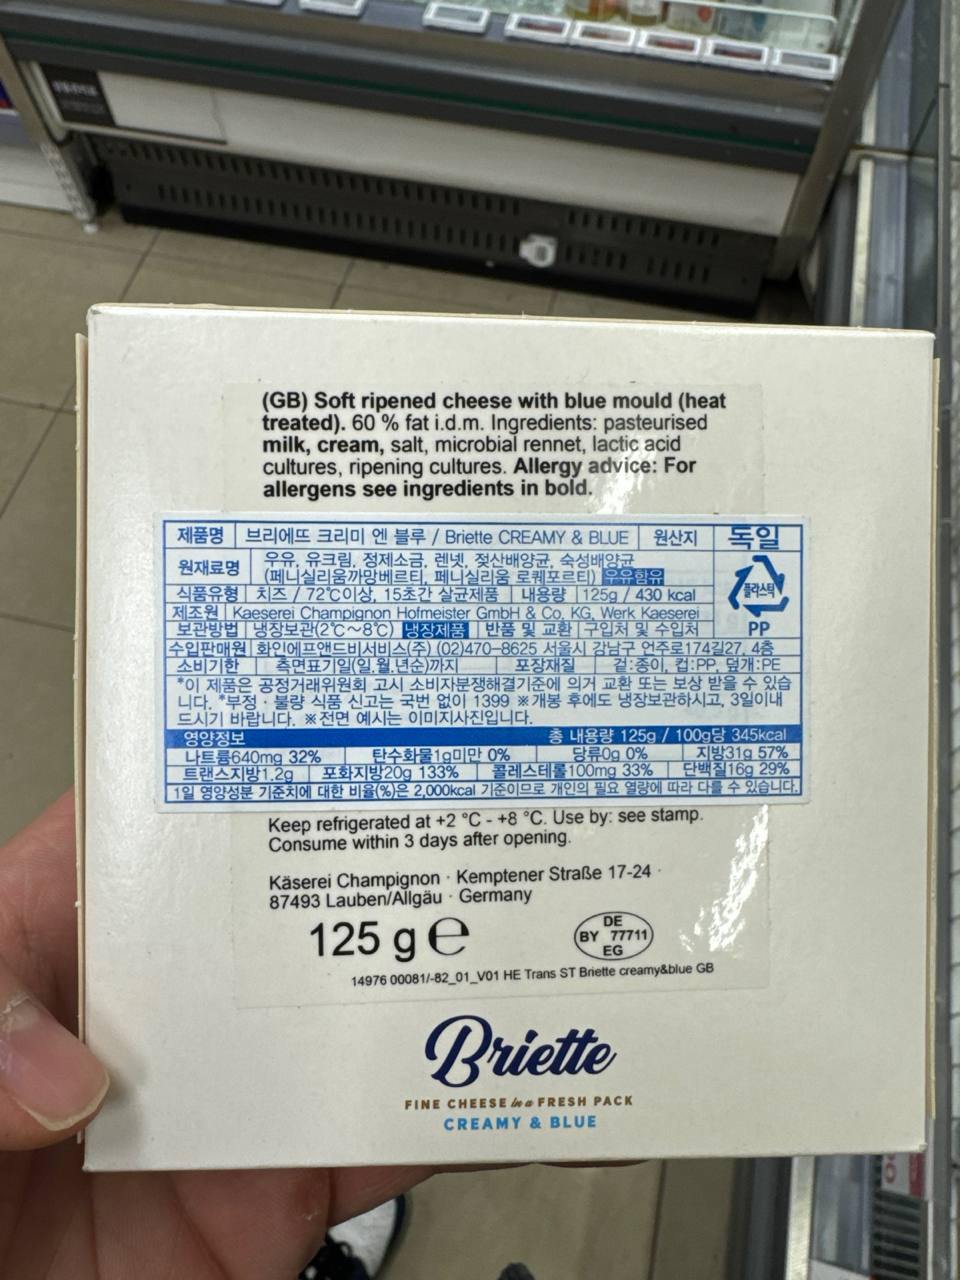 (GB) Soft ripened cheese with blue mould (heat
treated). 60 % fat i.d.m. Ingredients: pasteurised
milk, cream, salt, microbial rennet, lactic acid
cultures, ripening cultures. Allergy advice: For
allergens see ingredients in bold.
제품명 브리에뜨 크리미 엔 블루 / Briette CREAMY & BLUE 원산지 독일
원재료명 우유, 유크림, 정제소금, 렌넷, 젖산배양균, 숙성배양균
(페니실리움까망베르티, 페니실리움 로퀘포르티) 우유함유
식품유형 치즈 / 72℃이상, 15초간 살균제품 내용량 125g / 430 kcal
플라스틱
제조원 Kaeserei Champignon Hofmeister GmbH & Co. KG, Werk Kaeserei
보관방법 냉장보관(2℃~8℃) 냉장제품 반품 및 교환 구입처 및 수입처
PP
수입판매원 화인에프앤드비서비스(주) (02)470-8625 서울시 강남구 언주로174길27, 4층
소비기한 측면표기일(일.월.년순)까지 포장재질 겉:종이, 컵:PP, 덮개:PE
*이 제품은 공정거래위원회 고시 소비자분쟁해결기준에 의거 교환 또는 보상 받을 수 있습
니다. *부정·불량 식품 신고는 국번 없이 1399 ※개봉 후에도 냉장보관하시고, 3일이내
드시기 바랍니다. ※전면 예시는 이미지사진입니다.
영양정보 총 내용량 125g / 100g당 345kcal
나트륨640mg 32% 탄수화물1g미만 0% 당류0g 0% 지방31g 57%
트랜스지방1.2g 포화지방20g 133% 콜레스테롤100mg 33% 단백질16g 29%
1일 영양성분 기준치에 대한 비율(%)은 2,000kcal 기준이므로 개인의 필요 열량에 따라 다를 수 있습니다.
Keep refrigerated at +2 °C - +8 °C. Use by: see stamp.
Consume within 3 days after opening.
Käserei Champignon · Kemptener Straße 17-24 ·
87493 Lauben/Allgäu · Germany
125 g e
DE
BY 77711
EG
14976 00081/-82_01_V01 HE Trans ST Briette creamy&blue GB
Briette
FINE CHEESE in a FRESH PACK
CREAMY & BLUE